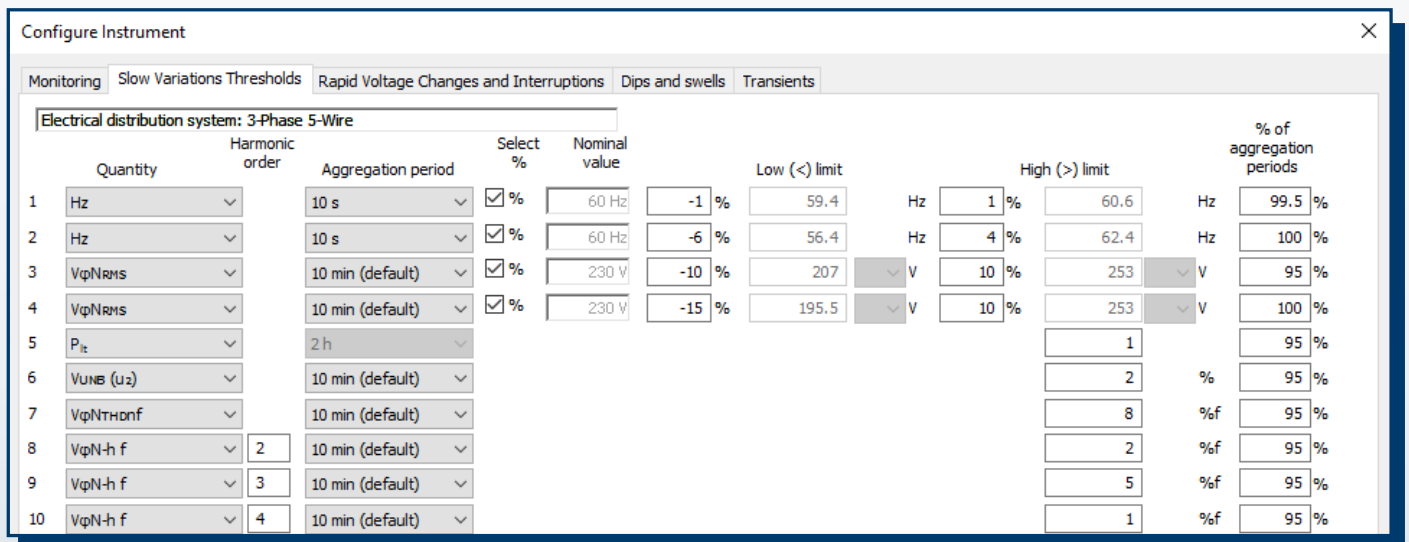 Configure Instrument
Monitoring Slow Variations Thresholds Rapid Voltage Changes and Interruptions Dips and swells Transients
Electrical distribution system: 3-Phase 5-Wire
Quantity Harmonic order Aggregation period Select % Nominal value Low (<) limit High (>) limit % of aggregation periods
1 Hz 10 s % 60 Hz -1 % 59.4 Hz 1 % 60.6 Hz 99.5 %
2 Hz 10 s % 60 Hz -6 % 56.4 Hz 4 % 62.4 Hz 100 %
3 VφNRMS 10 min (default) % 230 V -10 % 207 V 10 % 253 V 95 %
4 VφNRMS 10 min (default) % 230 V -15 % 195.5 V 10 % 253 V 100 %
5 Plt 2 h 1 95 %
6 VUNB (u2) 10 min (default) 2 % 95 %
7 VφNTHDnf 10 min (default) 8 %f 95 %
8 VφN-h f 2 10 min (default) 2 %f 95 %
9 VφN-h f 3 10 min (default) 5 %f 95 %
10 VφN-h f 4 10 min (default) 1 %f 95 %